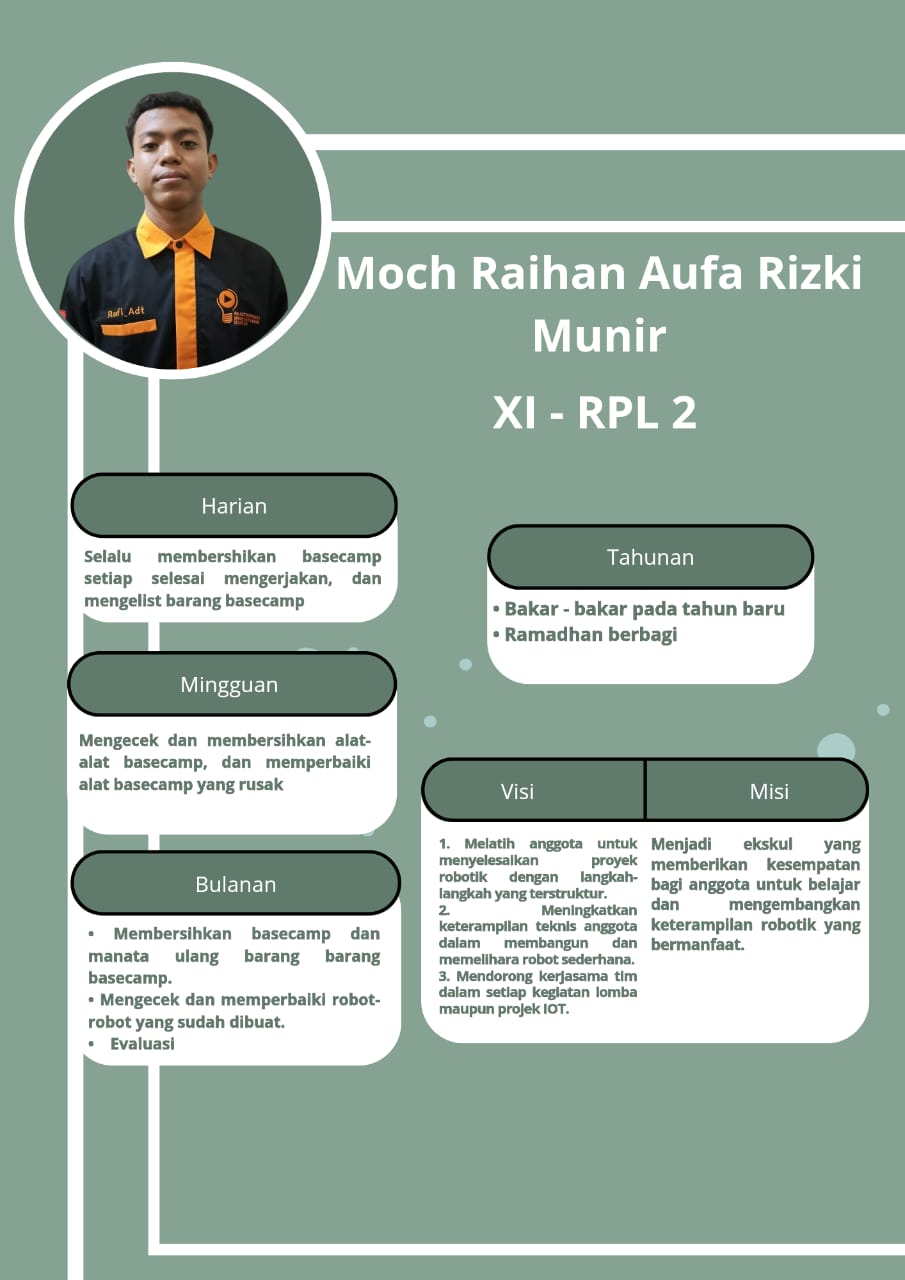 Rafi_Adt
Moch Raihan Aufa Rizki
Munir
XI - RPL 2
Harian
Selalu membershikan basecamp
setiap selesai mengerjakan, dan
mengelist barang basecamp
Mingguan
Mengecek dan membersihkan alat-
alat basecamp, dan memperbaiki
alat basecamp yang rusak
Bulanan
• Membersihkan basecamp dan
manata ulang barang barang
basecamp.
• Mengecek dan memperbaiki robot-
robot yang sudah dibuat.
• Evaluasi
Tahunan
• Bakar - bakar pada tahun baru
• Ramadhan berbagi
Visi
1. Melatih anggota untuk
menyelesaikan proyek
robotik dengan langkah-
langkah yang terstruktur.
2. Meningkatkan
keterampilan teknis anggota
dalam membangun dan
memelihara robot sederhana.
3. Mendorong kerjasama tim
dalam setiap kegiatan lomba
maupun projek IOT.
Misi
Menjadi ekskul yang
memberikan kesempatan
bagi anggota untuk belajar
dan mengembangkan
keterampilan robotik yang
bermanfaat.